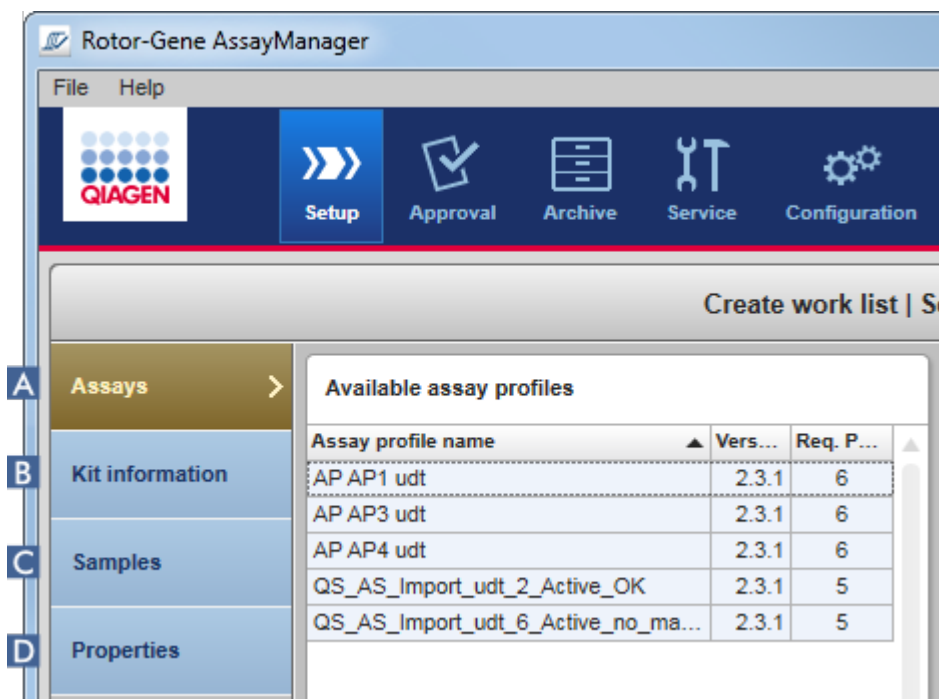 Rotor-Gene AssayManager
File Help
QIAGEN
Setup Approval Archive Service Configuration
Create work list | S
A Assays
Available assay profiles
Assay profile name Vers... Req. P...
B Kit information
AP AP1 udt 2.3.1 6
AP AP3 udt 2.3.1 6
C Samples
AP AP4 udt 2.3.1 6
QS_AS_Import_udt_2_Active_OK 2.3.1 5
QS_AS_Import_udt_6_Active_no_ma... 2.3.1 5
D Properties